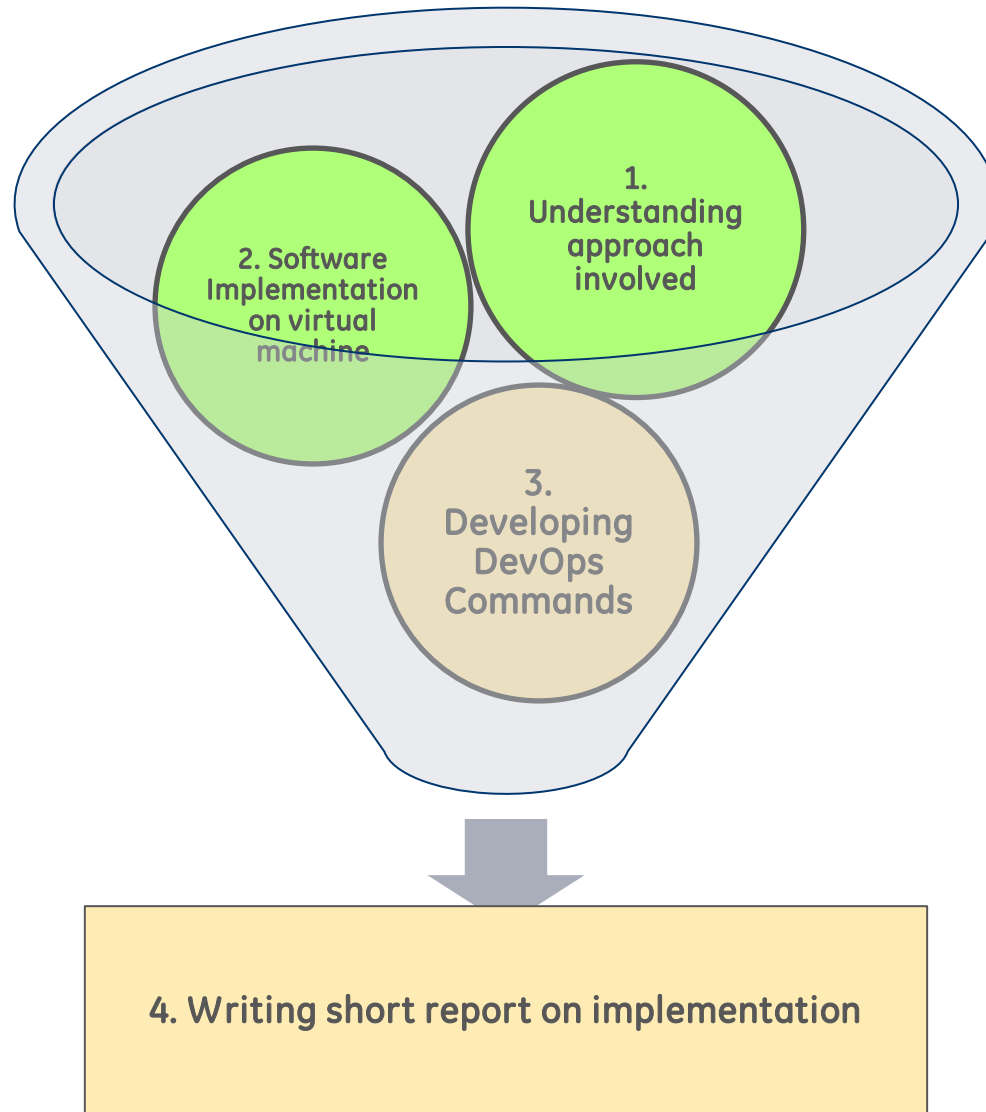 1.
Understanding
approach
involved
2. Software
Implementation
on virtual
machine
3.
Developing
DevOps
Commands
4. Writing short report on implementation